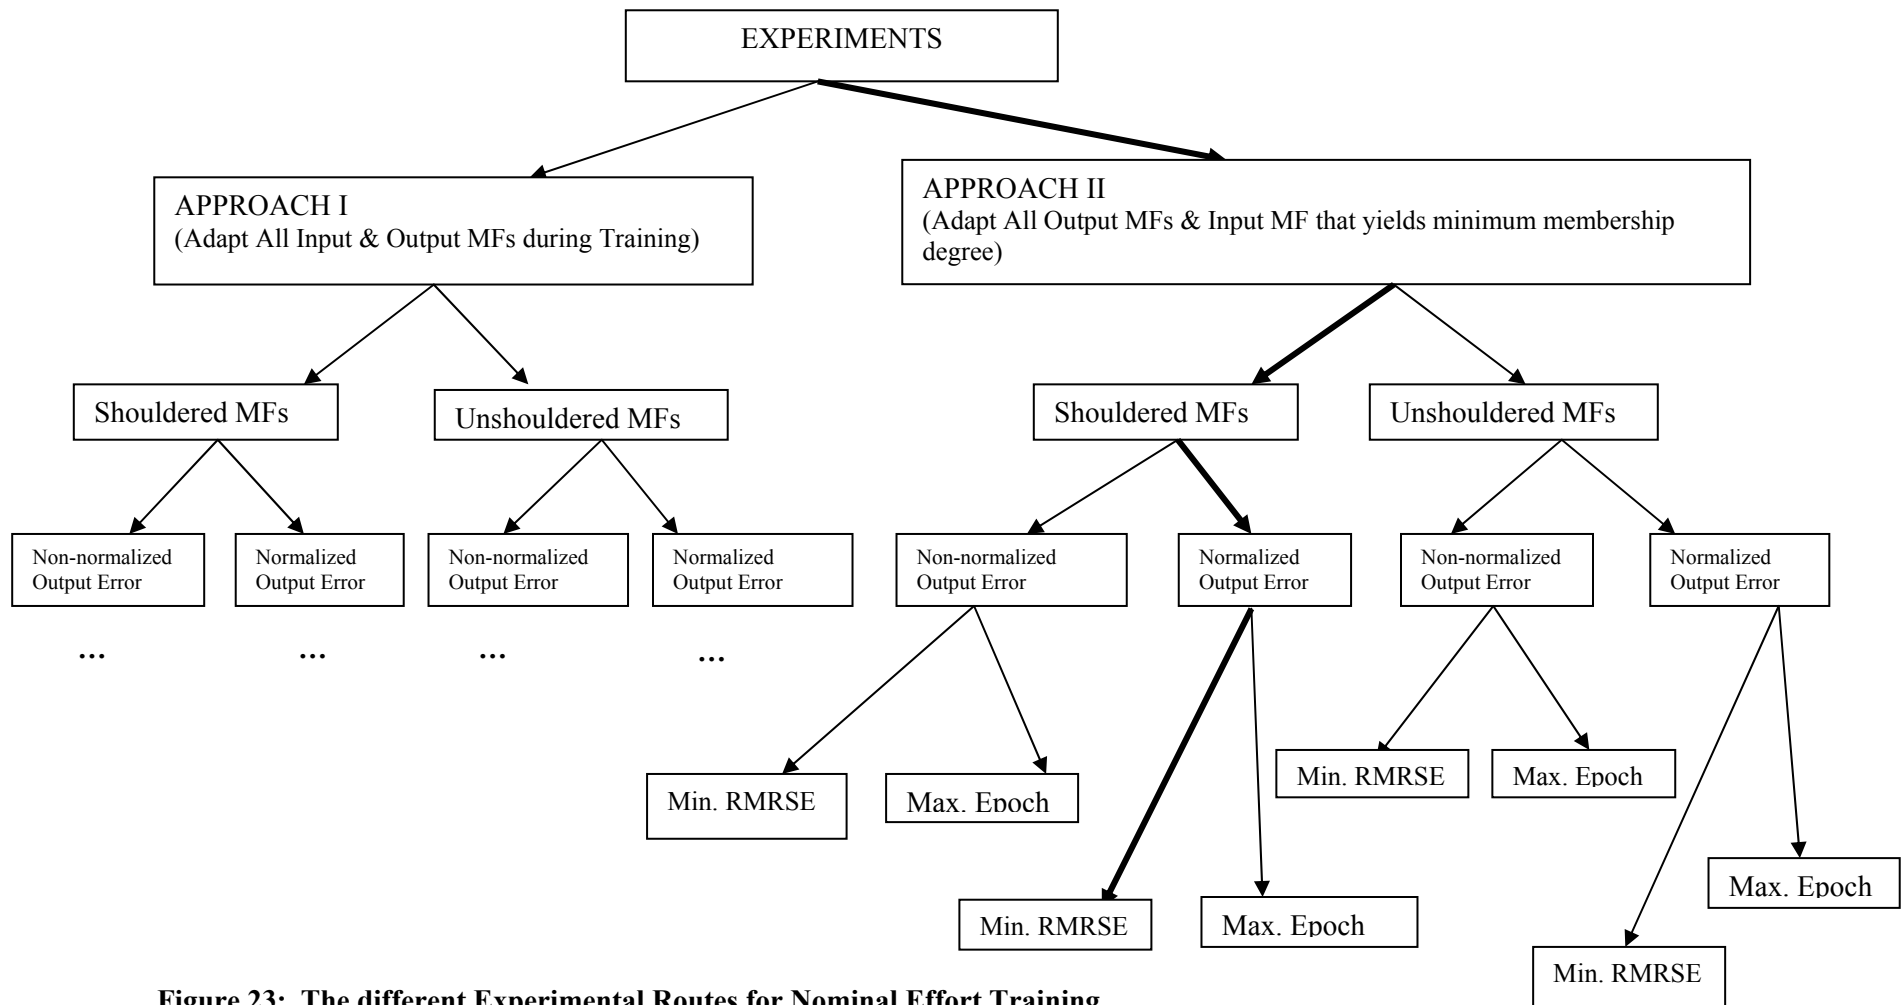 EXPERIMENTS
APPROACH I
(Adapt All Input & Output MFs during Training)
APPROACH II
(Adapt All Output MFs & Input MF that yields minimum membership
degree)
Shouldered MFs
Unshouldered MFs
Shouldered MFs
Unshouldered MFs
Non-normalized
Output Error
Normalized
Output Error
Non-normalized
Output Error
Normalized
Output Error
Non-normalized
Output Error
Normalized
Output Error
Non-normalized
Output Error
Normalized
Output Error
...
...
...
...
Min. RMRSE
Max. Epoch
Min. RMRSE
Max. Epoch
Min. RMRSE
Max. Epoch
Max. Epoch
Min. RMRSE
Figure 23: The different Experimental Routes for Nominal Effort Training